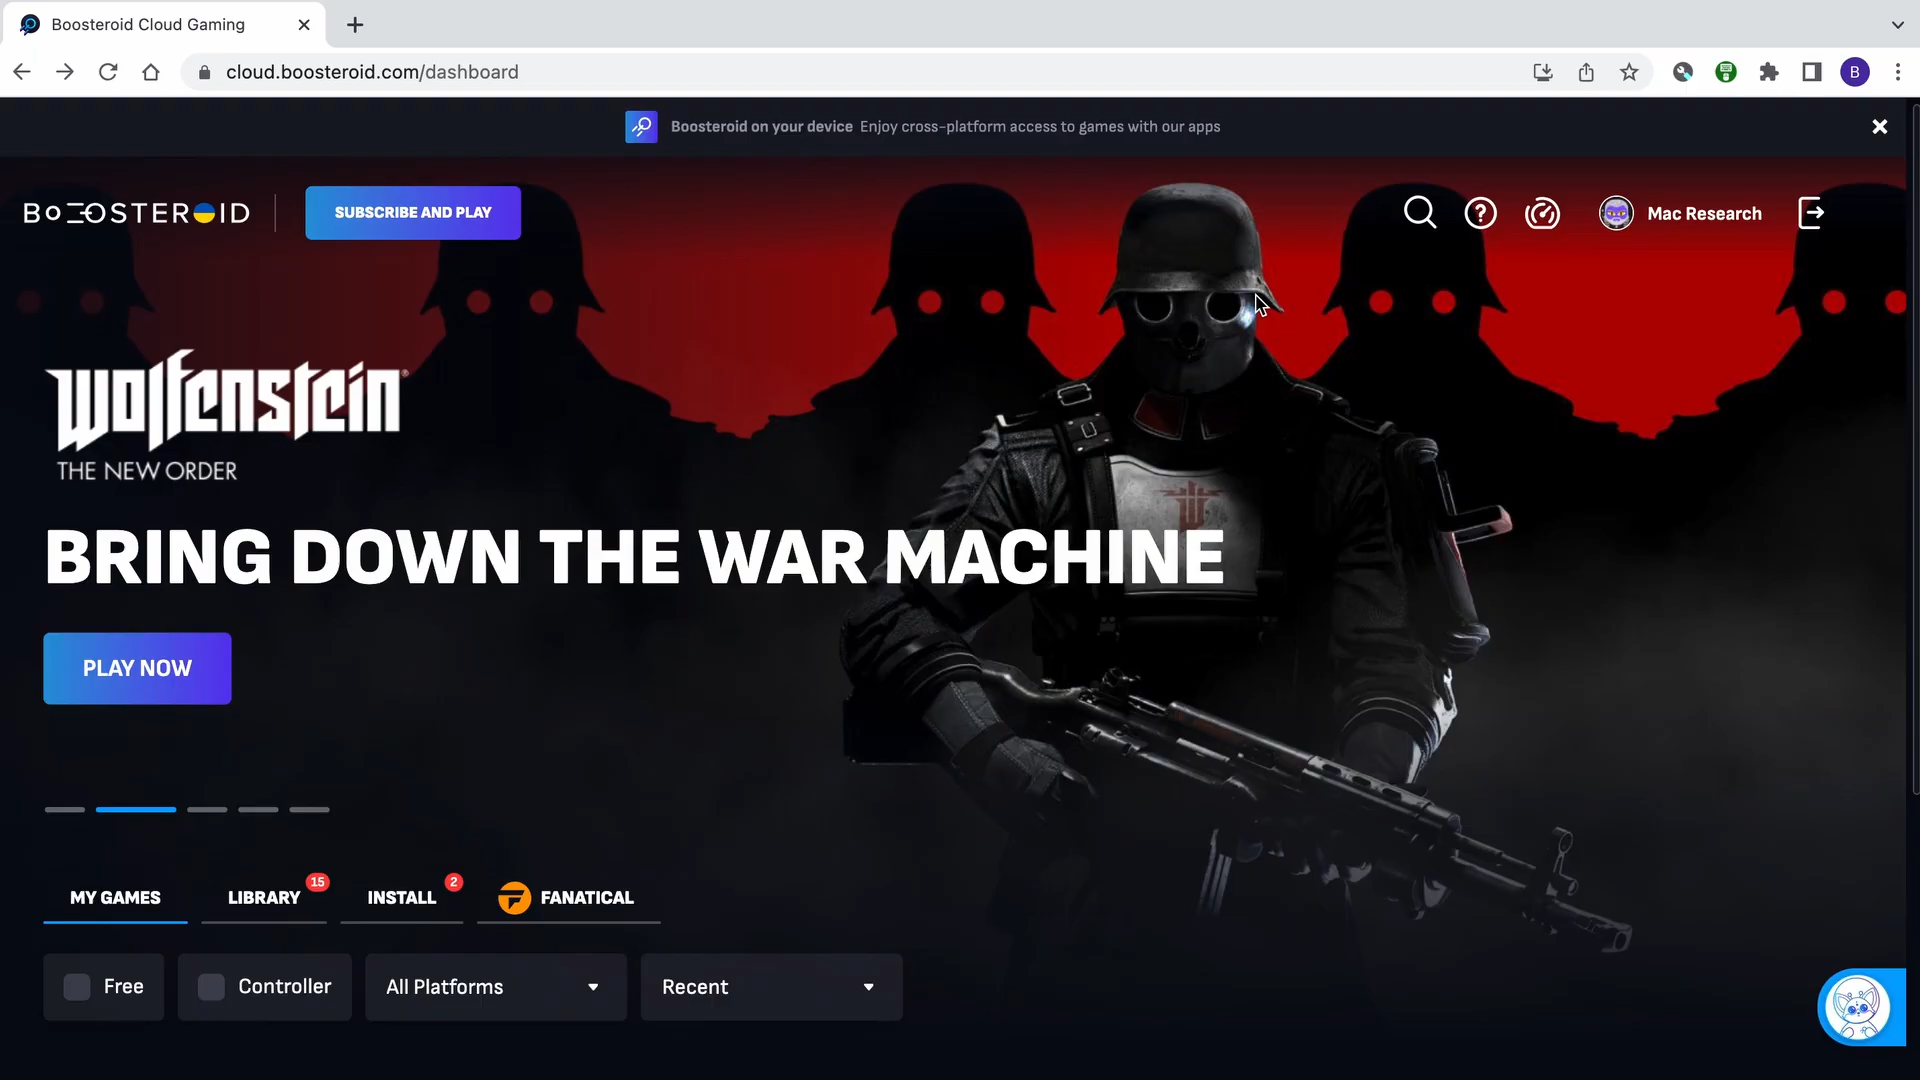 Boosteroid Cloud Gaming
cloud.boosteroid.com/dashboard
B
Boosteroid on your device Enjoy cross-platform access to games with our apps
BOOSTEROID
SUBSCRIBE AND PLAY
Mac Research
Wolfenstein®
THE NEW ORDER
BRING DOWN THE WAR MACHINE
PLAY NOW
MY GAMES
LIBRARY 15
INSTALL 2
FANATICAL
Free
Controller
All Platforms
Recent